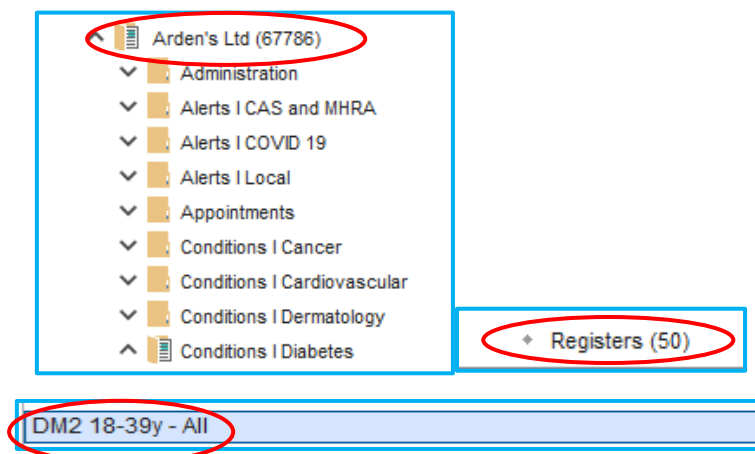 Arden's Ltd (67786)
Administration
Alerts I CAS and MHRA
Alerts I COVID 19
Alerts I Local
Appointments
Conditions I Cancer
Conditions I Cardiovascular
Conditions I Dermatology
Conditions I Diabetes
Registers (50)
DM2 18-39y - All